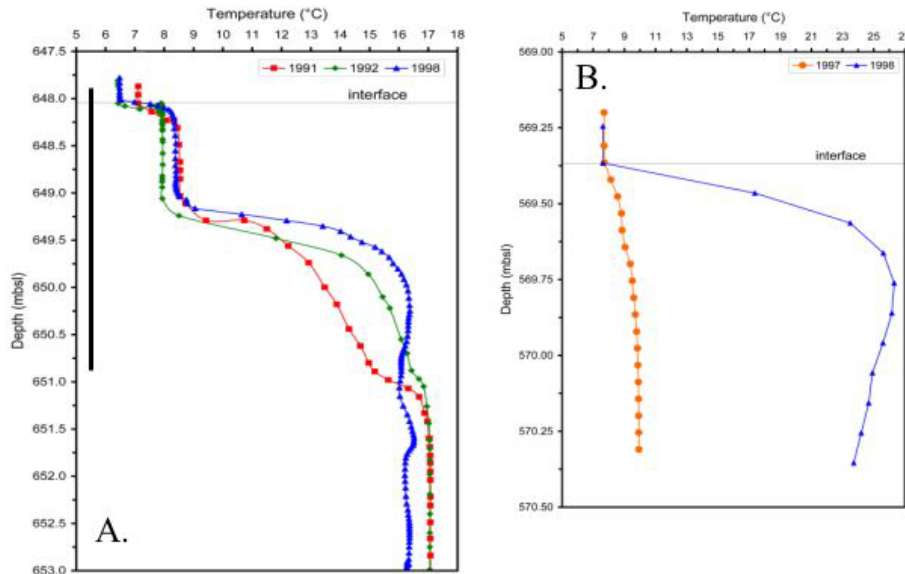 Temperature (°C)
5 6 7 8 9 10 11 12 13 14 15 16 17 18
647.5
648.0
648.5
649.0
649.5
650.0
650.5
651.0
651.5
652.0
652.5
653.0
Depth (mbsl)
1991 1992 1998
interface
A.
Temperature (°C)
5 7 9 11 13 15 17 19 21 23 25
569.00
569.25
569.50
569.75
570.00
570.25
570.50
Depth (mbsl)
B.
1997 1998
interface